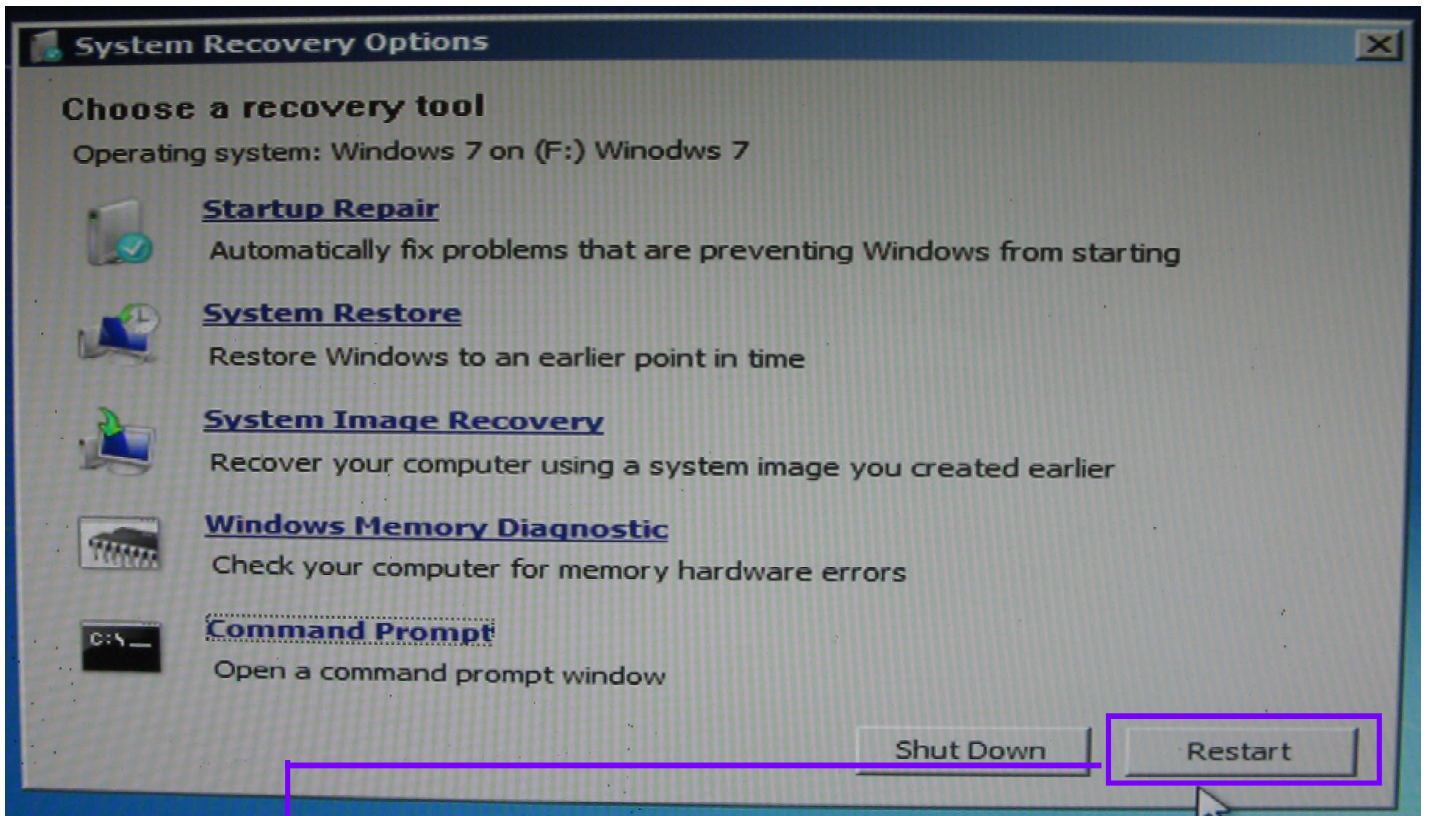 System Recovery Options
Choose a recovery tool
Operating system: Windows 7 on (F:) Winodws 7
Startup Repair
Automatically fix problems that are preventing Windows from starting
System Restore
Restore Windows to an earlier point in time
System Image Recovery
Recover your computer using a system image you created earlier
Windows Memory Diagnostic
Check your computer for memory hardware errors
C:\_
Command Prompt
Open a command prompt window
Shut Down Restart